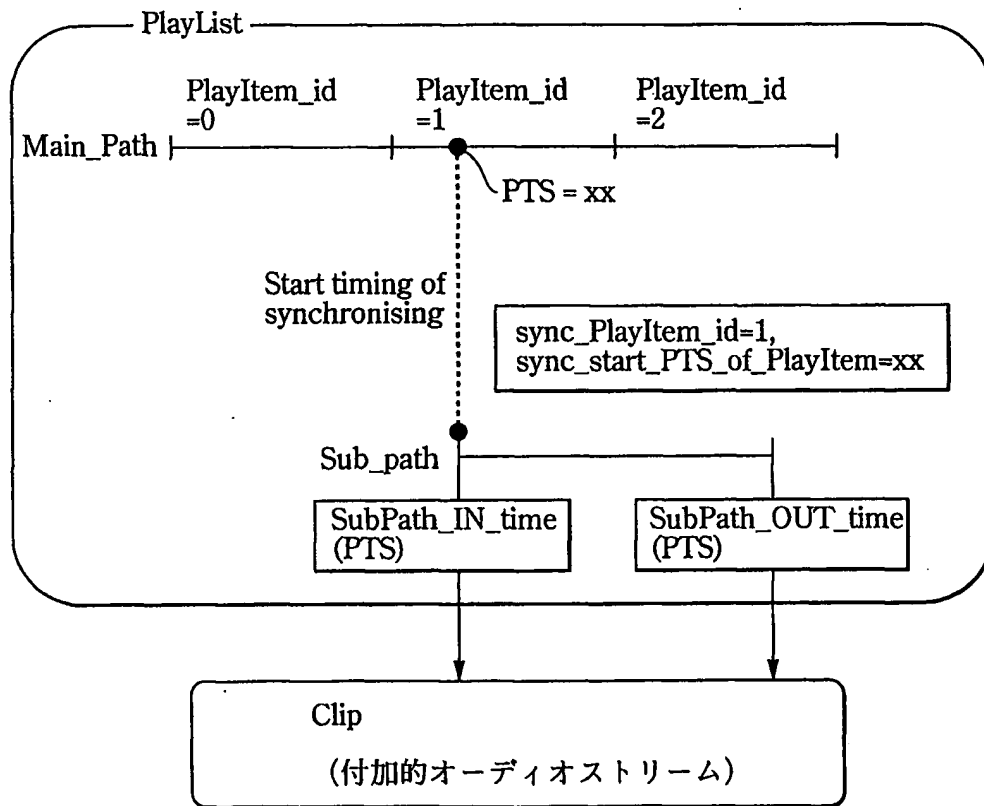 PlayList
PlayItem_id
=0
PlayItem_id
=1
PlayItem_id
=2
Main_Path
PTS = xx
Start timing of
synchronising
sync_PlayItem_id=1,
sync_start_PTS_of_PlayItem=xx
Sub_path
SubPath_IN_time
(PTS)
SubPath_OUT_time
(PTS)
Clip
(付加的オーディオストリーム)